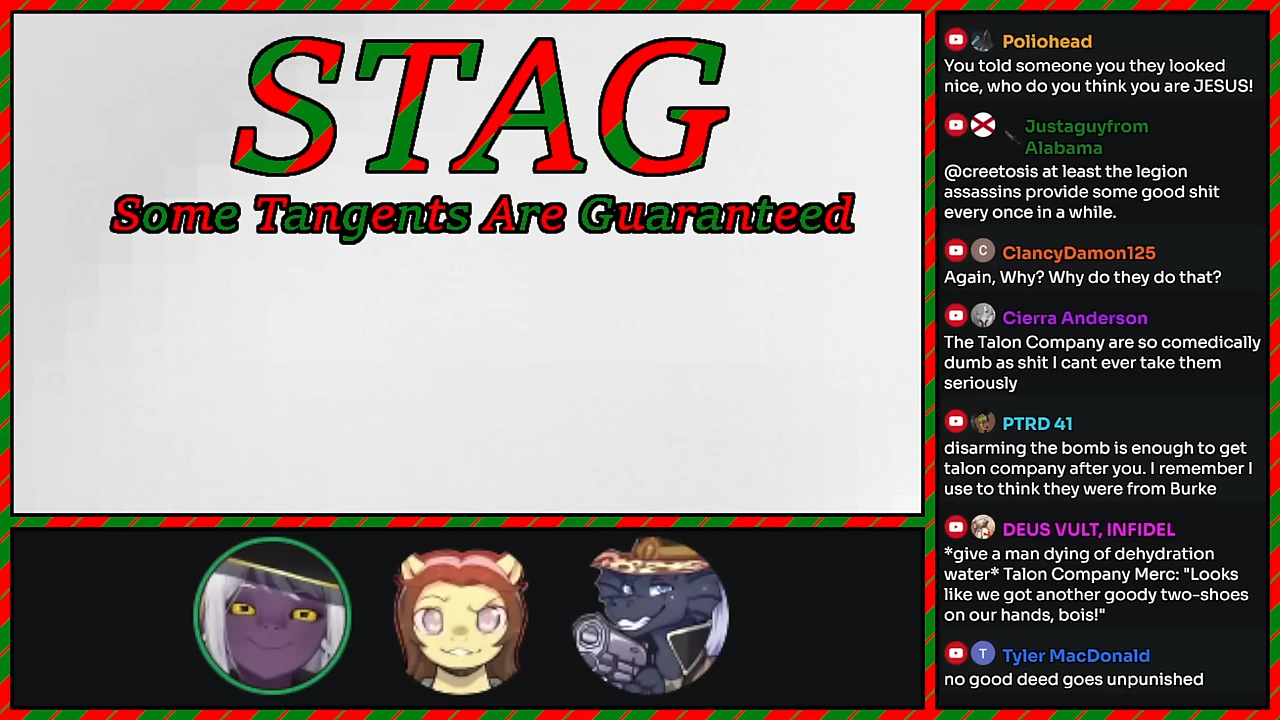 STAG
Some Tangents Are Guaranteed
Poliohead
You told someone you they looked
nice, who do you think you are JESUS!
Justaguyfrom
Alabama
@creetosis at least the legion
assassins provide some good shit
every once in a while.
C
ClancyDamon125
Again, Why? Why do they do that?
Cierra Anderson
The Talon Company are so comedically
dumb as shit I cant ever take them
seriously
PTRD 41
disarming the bomb is enough to get
talon company after you. I remember I
use to think they were from Burke
DEUS VULT, INFIDEL
*give a man dying of dehydration
water* Talon Company Merc: "Looks
like we got another goody two-shoes
on our hands, bois!"
T
Tyler MacDonald
no good deed goes unpunished